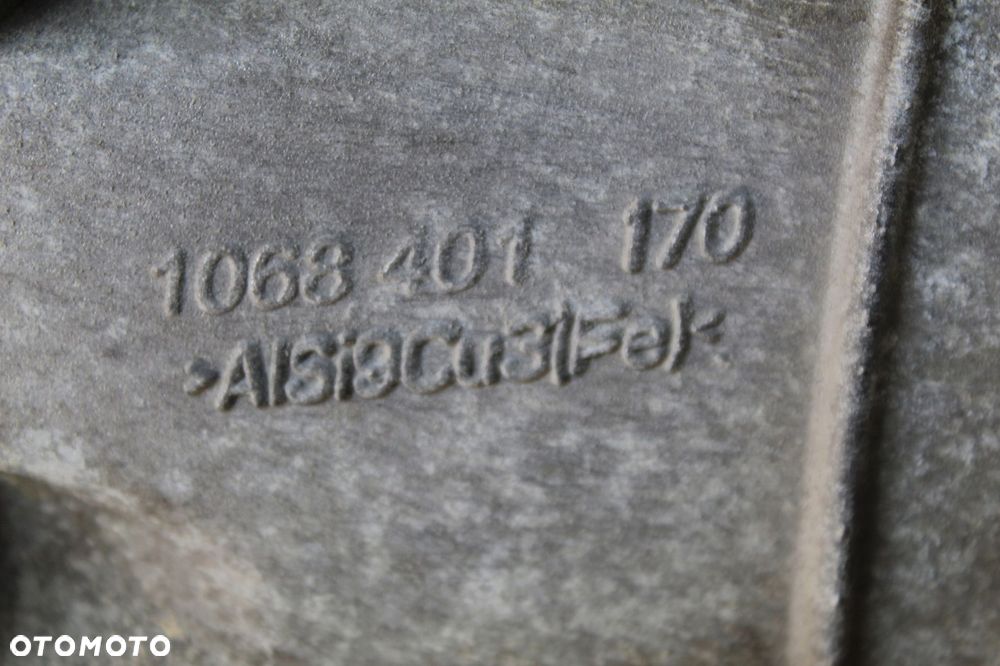 1068 401 170
>AlSi9Cu3(Fe)<
OTOMOTO